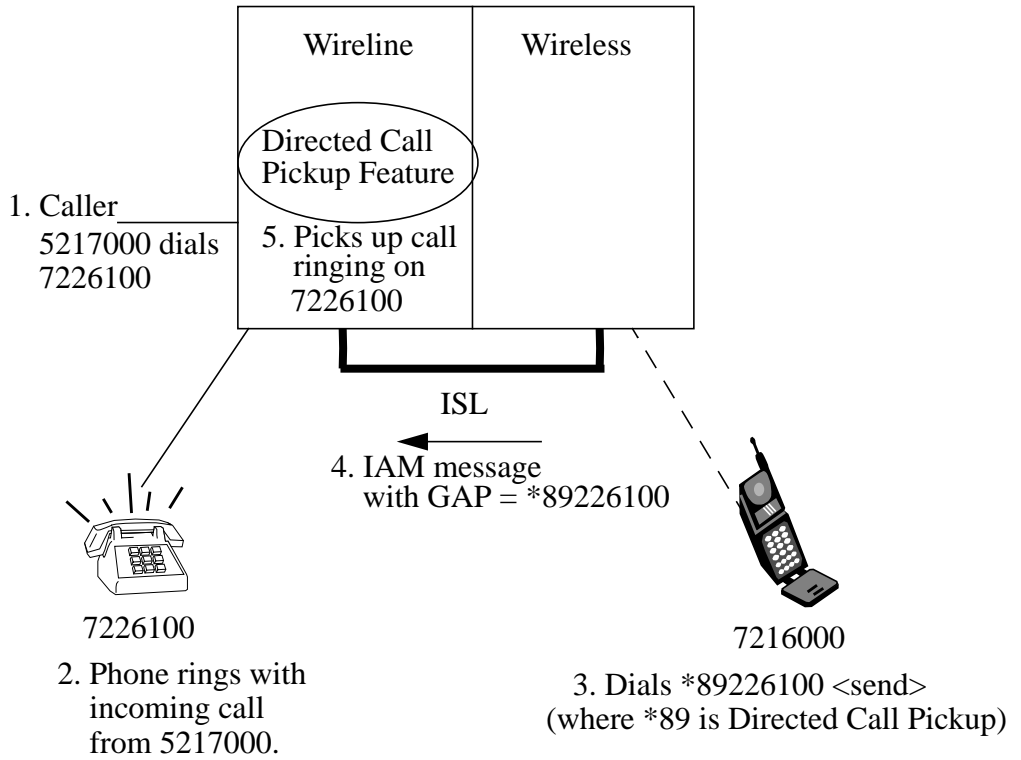 Wireline
Wireless
Directed Call
Pickup Feature
1. Caller
5217000 dials
7226100
5. Picks up call
ringing on
7226100
ISL
4. IAM message
with GAP = *89226100
7226100
2. Phone rings with
incoming call
from 5217000.
7216000
3. Dials *89226100 <send>
(where *89 is Directed Call Pickup)